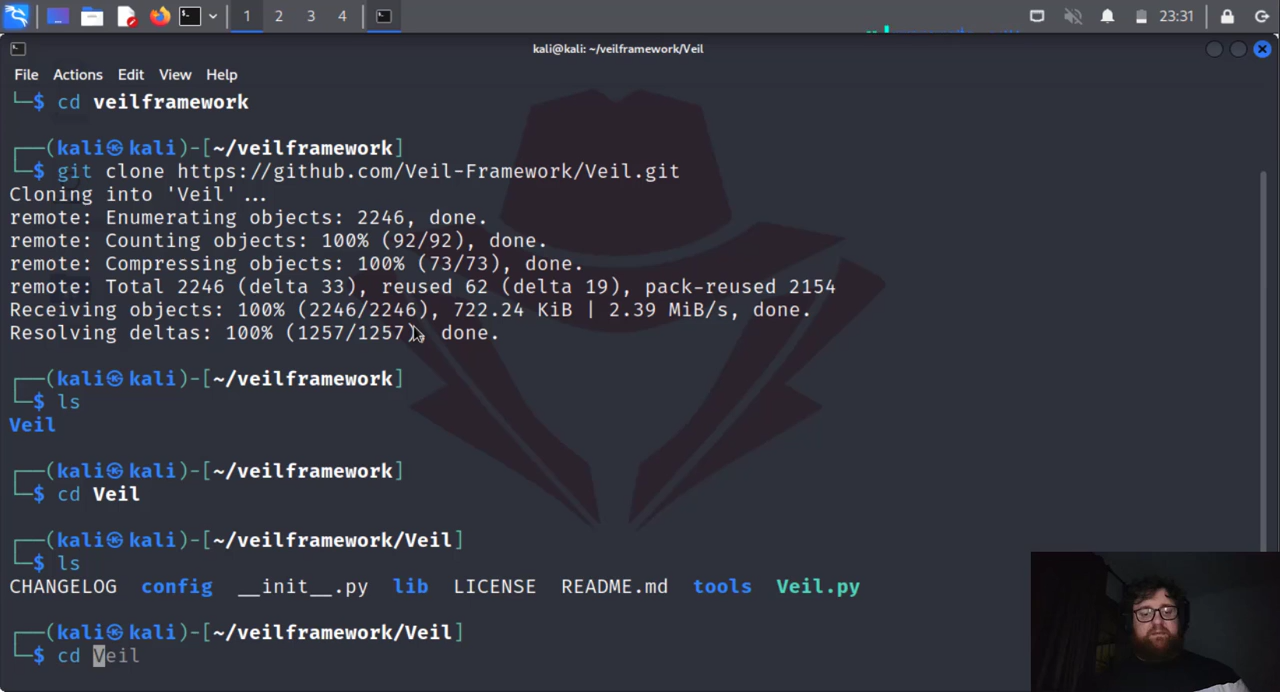 1 2 3 4 23:31
kali@kali: ~/veilframework/Veil
File Actions Edit View Help
└─$ cd veilframework
┌──(kali㉿kali)-[~/veilframework]
└─$ git clone https://github.com/Veil-Framework/Veil.git
Cloning into 'Veil'...
remote: Enumerating objects: 2246, done.
remote: Counting objects: 100% (92/92), done.
remote: Compressing objects: 100% (73/73), done.
remote: Total 2246 (delta 33), reused 62 (delta 19), pack-reused 2154
Receiving objects: 100% (2246/2246), 722.24 KiB | 2.39 MiB/s, done.
Resolving deltas: 100% (1257/1257), done.
┌──(kali㉿kali)-[~/veilframework]
└─$ ls
Veil
┌──(kali㉿kali)-[~/veilframework]
└─$ cd Veil
┌──(kali㉿kali)-[~/veilframework/Veil]
└─$ ls
CHANGELOG config __init__.py lib LICENSE README.md tools Veil.py
┌──(kali㉿kali)-[~/veilframework/Veil]
└─$ cd Veil